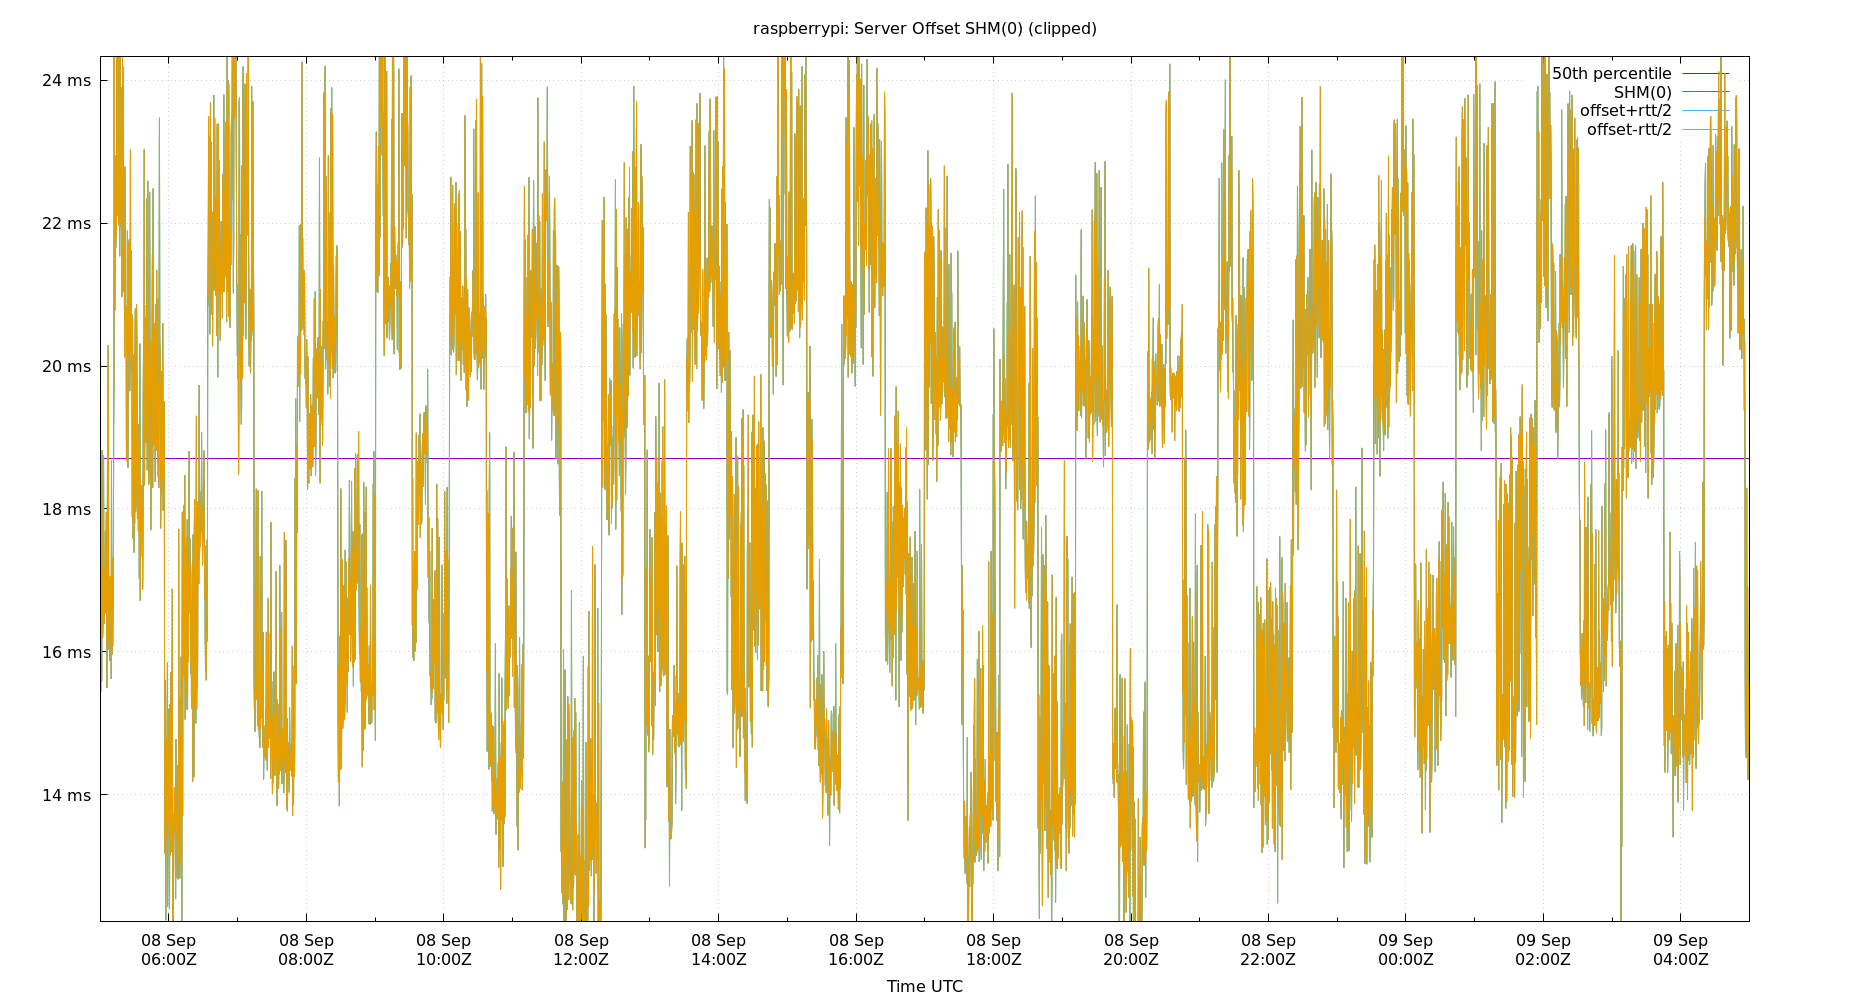 raspberrypi: Server Offset SHM(0) (clipped)
24 ms
22 ms
20 ms
18 ms
16 ms
14 ms
50th percentile
SHM(0)
offset+rtt/2
offset-rtt/2
08 Sep 08 Sep 08 Sep 08 Sep 08 Sep 08 Sep 08 Sep 08 Sep 08 Sep 09 Sep 09 Sep 09 Sep
06:00Z 08:00Z 10:00Z 12:00Z 14:00Z 16:00Z 18:00Z 20:00Z 22:00Z 00:00Z 02:00Z 04:00Z
Time UTC